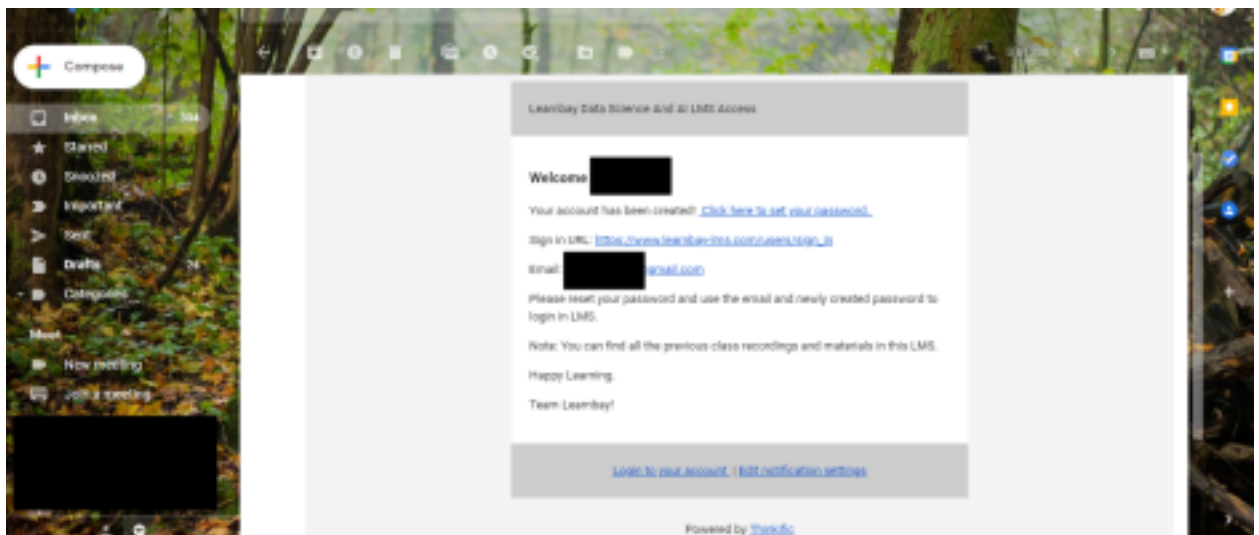 Compose
Inbox
Starred
Snoozed
Important
Sent
Drafts
Categories
Meet
New meeting
Join a meeting
Learnbay Data Science And AI LMS Access
Welcome
Your account has been created! Click here to set your password.
Sign in URL: https://www.learnbay-lms.com/users/sign_in
Email: @gmail.com
Please reset your password and use the email and newly created password to
login in LMS.
Note: You can find all the previous class recordings and materials in this LMS.
Happy Learning.
Team Learnbay!
Login to your account | Edit notification settings
Powered by Thinkific